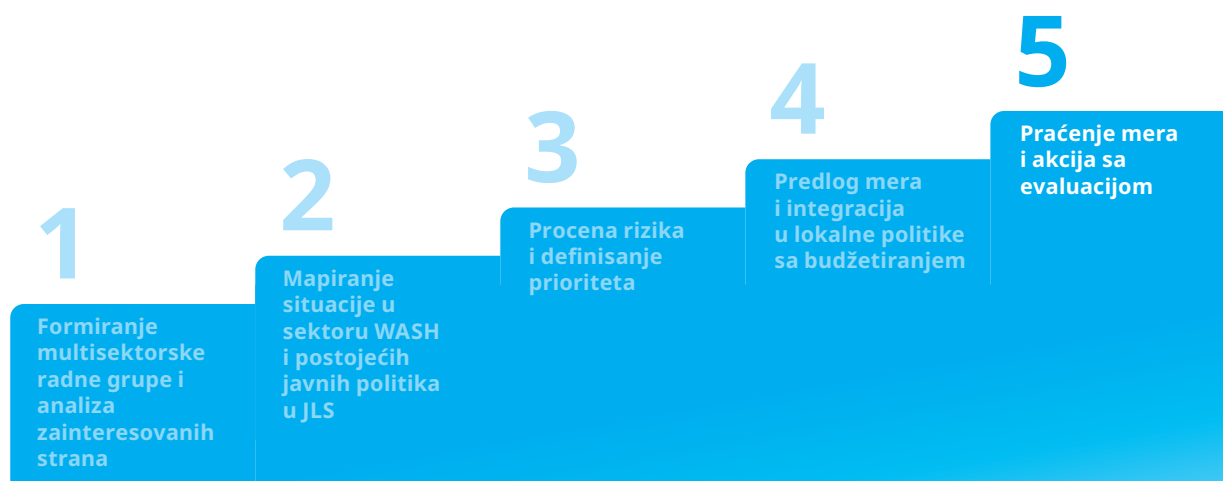 1
Formiranje
multisektorske
radne grupe i
analiza
zainteresovanih
strana
2
Mapiranje
situacije u
sektoru WASH
i postojećih
javnih politika
u JLS
3
Procena rizika
i definisanje
prioriteta
4
Predlog mera
i integracija
u lokalne politike
sa budžetiranjem
5
Praćenje mera
i akcija sa
evaluacijom